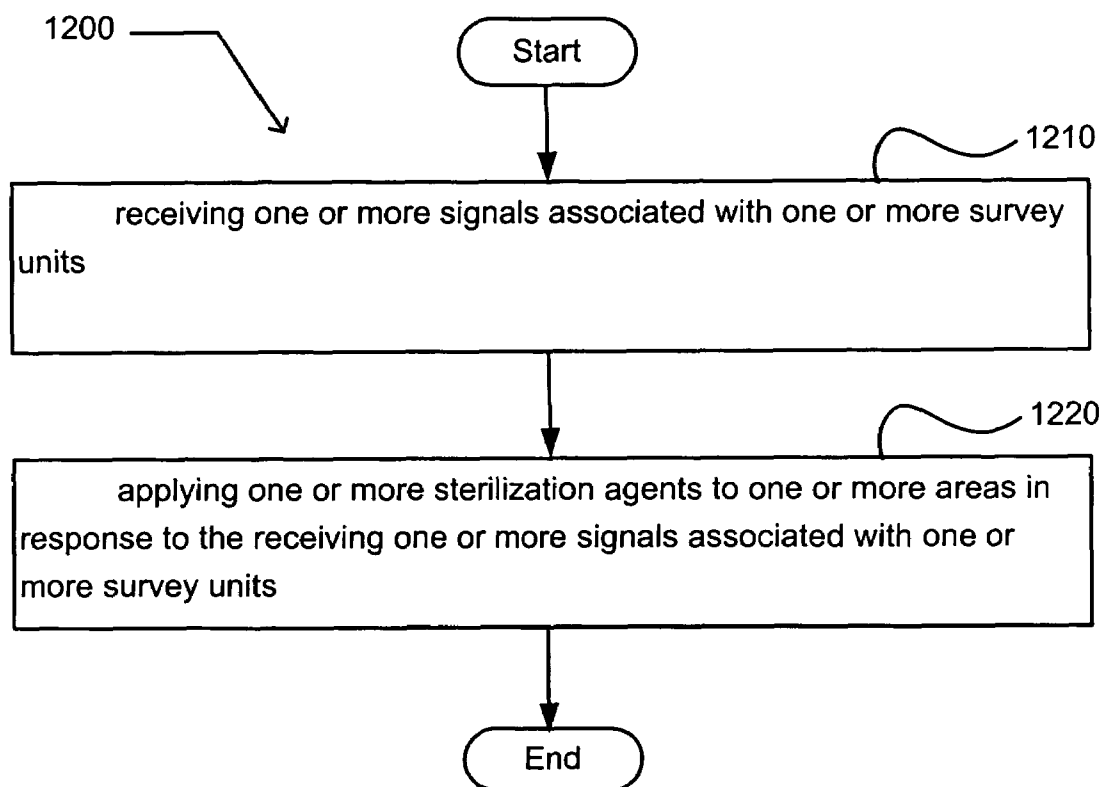 1200
Start
1210
receiving one or more signals associated with one or more survey
units
1220
applying one or more sterilization agents to one or more areas in
response to the receiving one or more signals associated with one or
more survey units
End